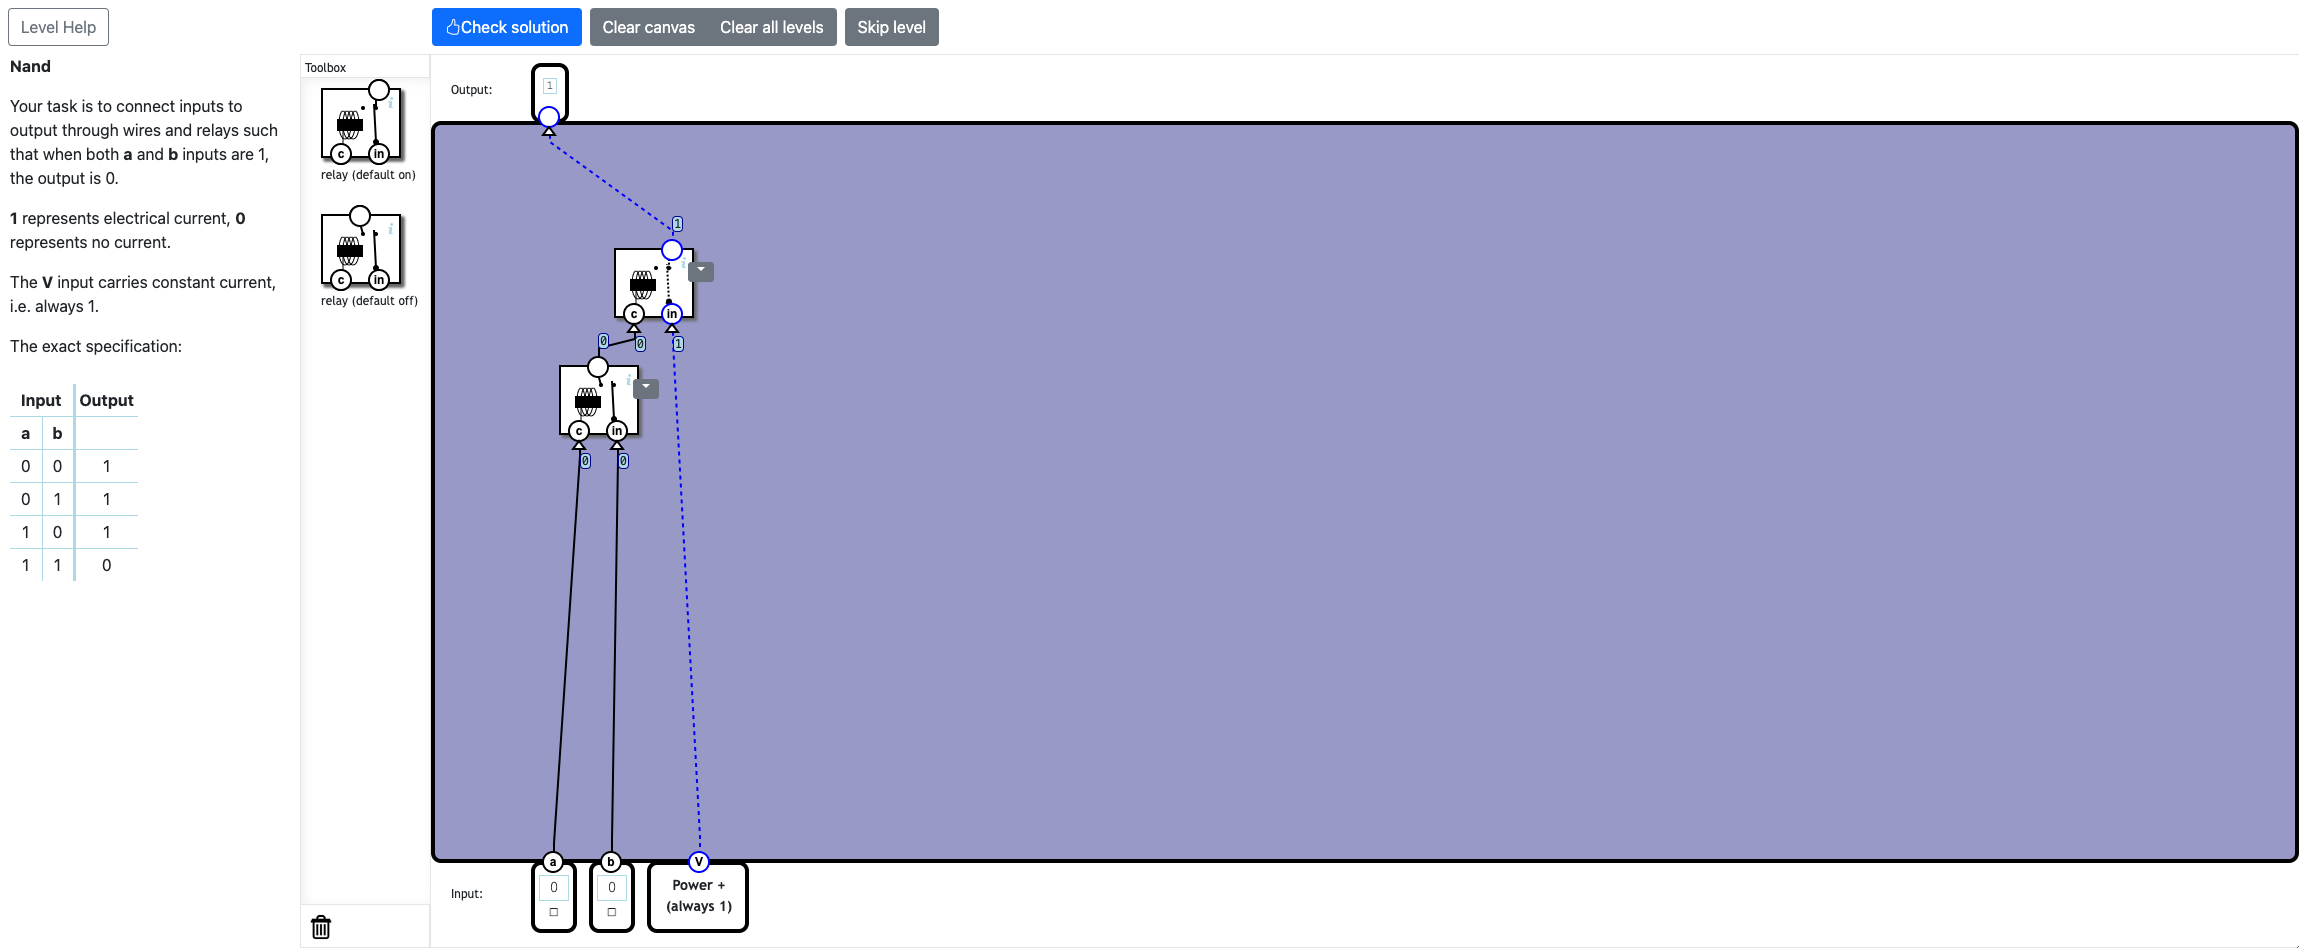 Level Help
Check solution
Clear canvas
Clear all levels
Skip level
Nand
Your task is to connect inputs to
output through wires and relays such
that when both a and b inputs are 1,
the output is 0.
1 represents electrical current, 0
represents no current.
The V input carries constant current,
i.e. always 1.
The exact specification:
Input Output
a b
0 0 1
0 1 1
1 0 1
1 1 0
Toolbox
c in
relay (default on)
c in
relay (default off)
Output:
1
1
c in
0 0 1
c in
0 0
a b V
Input:
0 0 Power +
(always 1)